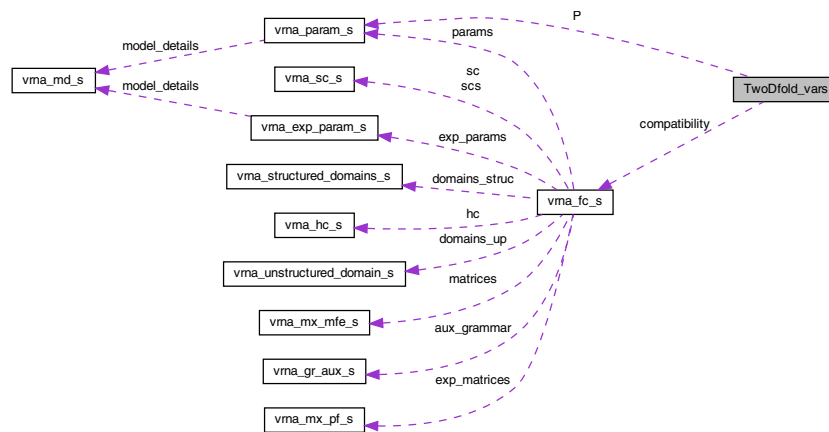 P
vrna_param_s
params
model_details
sc
vrna_md_s
vrna_sc_s
model_details
scs
TwoDfold_vars
compatibility
vrna_exp_param_s
exp_params
vrna_structured_domains_s
domains_struc
vrna_fc_s
hc
vrna_hc_s
domains_up
vrna_unstructured_domain_s
matrices
vrna_mx_mfe_s
aux_grammar
vrna_gr_aux_s
exp_matrices
vrna_mx_pf_s